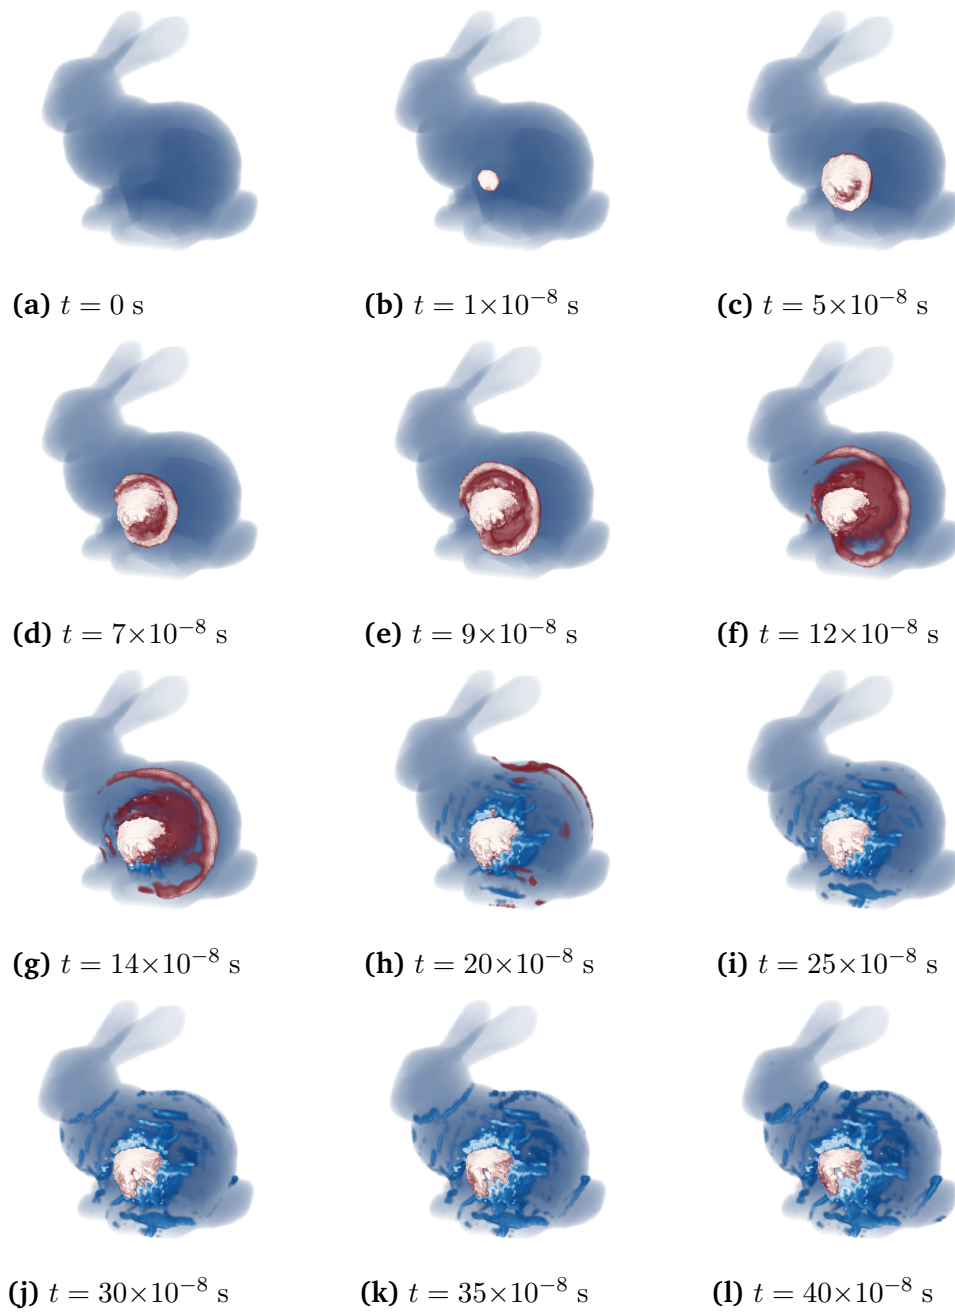 (a) t = 0 s
(b) t = 1×10⁻⁸ s
(c) t = 5×10⁻⁸ s
(d) t = 7×10⁻⁸ s
(e) t = 9×10⁻⁸ s
(f) t = 12×10⁻⁸ s
(g) t = 14×10⁻⁸ s
(h) t = 20×10⁻⁸ s
(i) t = 25×10⁻⁸ s
(j) t = 30×10⁻⁸ s
(k) t = 35×10⁻⁸ s
(l) t = 40×10⁻⁸ s